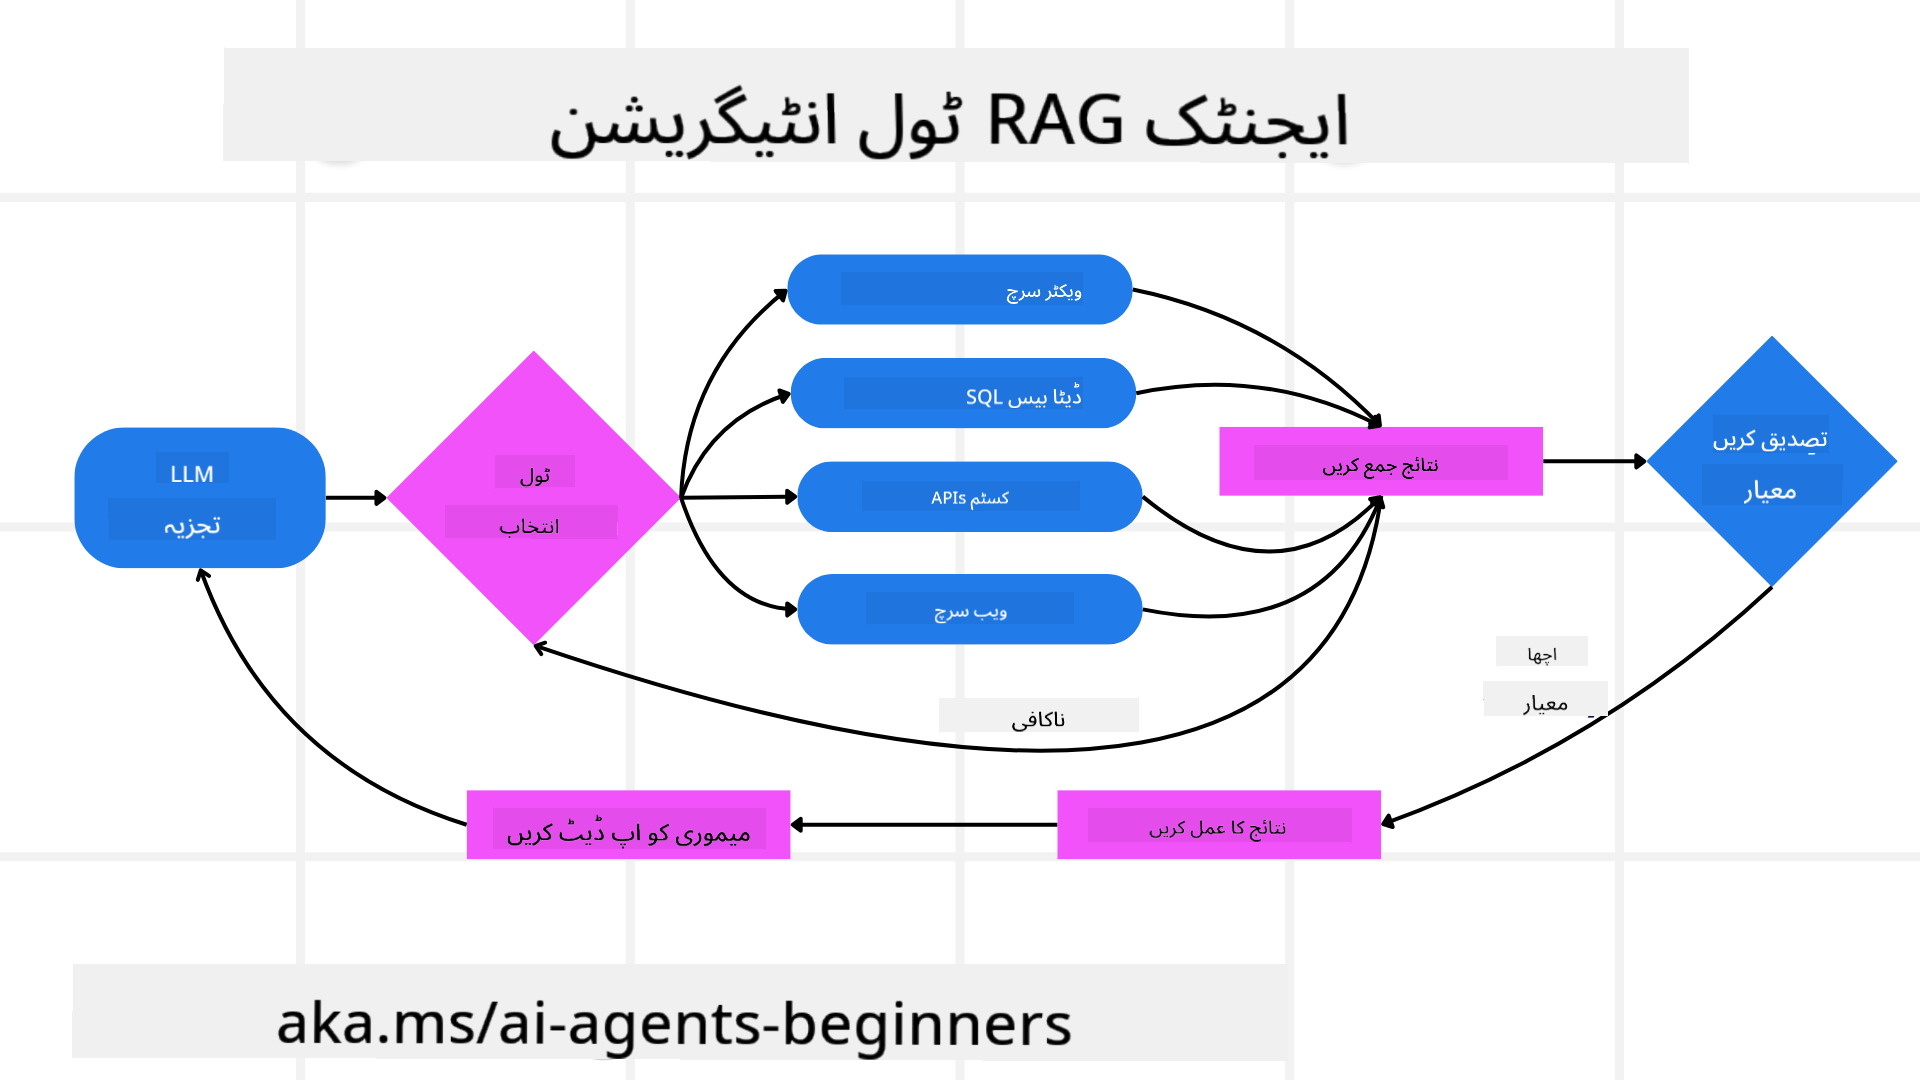 ایجنٹک RAG ٹول انٹیگریشن
ویکٹر سرچ
SQL ڈیٹا بیس
کسٹم APIs
ویب سرچ
LLM
تجزیہ
ٹول
انتخاب
نتائج جمع کریں
تصدیق کریں
معیار
اچھا
معیار
ناکافی
نتائج کا عمل کریں
میموری کو اپ ڈیٹ کریں
aka.ms/ai-agents-beginners